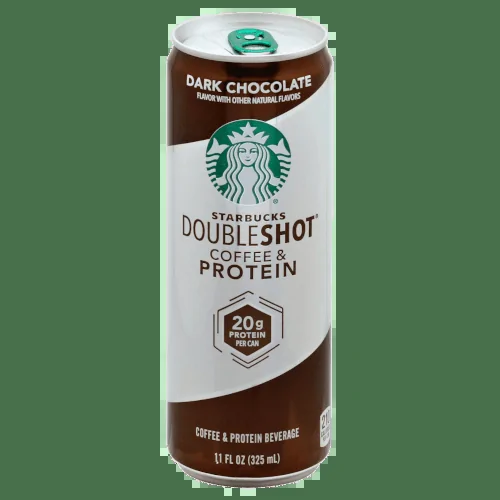 DARK CHOCOLATE
FLAVOR WITH OTHER NATURAL FLAVORS
STARBUCKS
DOUBLESHOT®
COFFEE &
PROTEIN
20g
PROTEIN
PER CAN
COFFEE & PROTEIN BEVERAGE
11 FL OZ (325 mL)